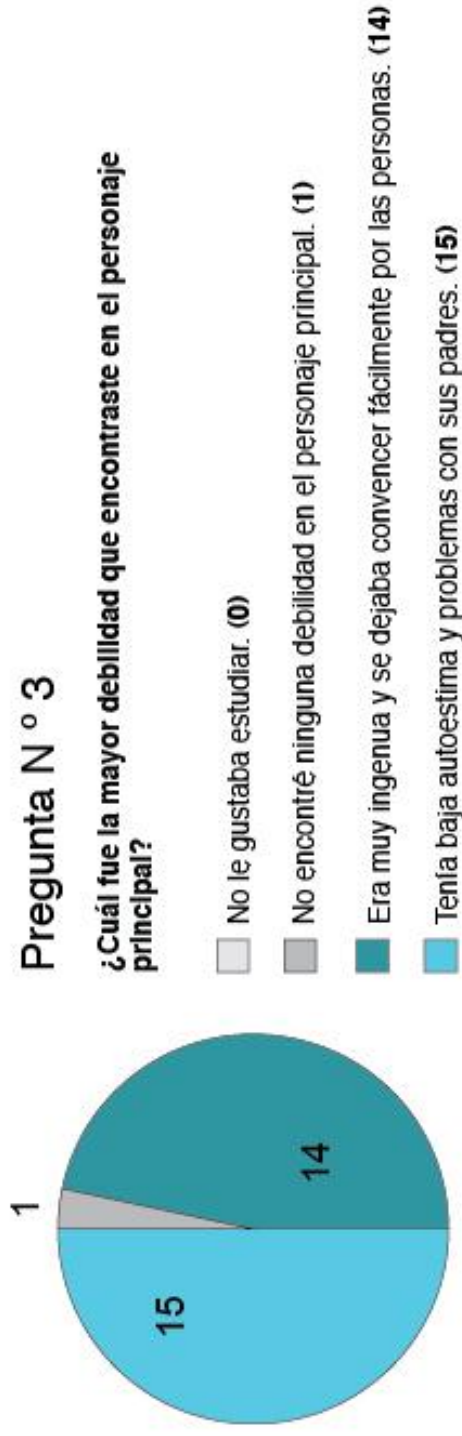 Pregunta N º 3
¿Cuál fue la mayor debilidad que encontraste en el personaje
principal?
No le gustaba estudiar. (0)
No encontré ninguna debilidad en el personaje principal. (1)
Era muy ingenua y se dejaba convencer fácilmente por las personas. (14)
Tenía baja autoestima y problemas con sus padres. (15)
1
15
14